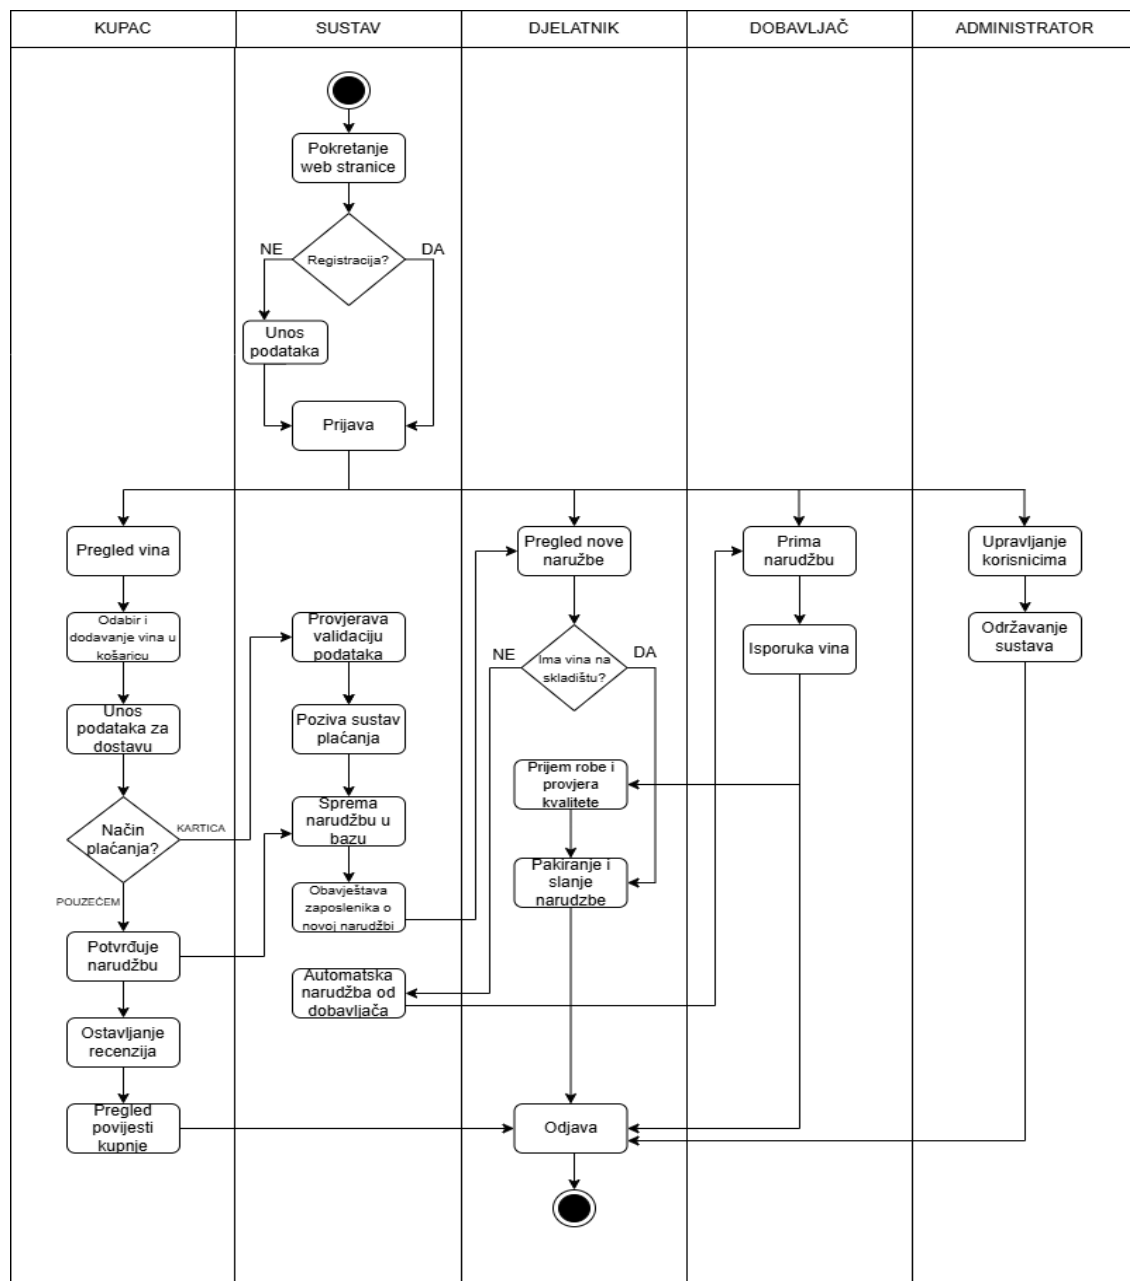 KUPAC
SUSTAV
DJELATNIK
DOBAVLJAČ
ADMINISTRATOR
Pokretanje
web stranice
Registracija?
NE
DA
Unos
podataka
Prijava
Pregled vina
Odabir i
dodavanje vina u
košaricu
Unos
podataka za
dostavu
Način
plaćanja?
KARTICA
POUZEĆEM
Potvrđuje
narudžbu
Ostavljanje
recenzija
Pregled
povijesti
kupnje
Provjerava
validaciju
podataka
Poziva sustav
plaćanja
Sprema
narudžbu u
bazu
Obavještava
zaposlenika o
novoj narudžbi
Automatska
narudžba od
dobavljača
Pregled nove
naružbe
Ima vina na
skladištu?
NE
DA
Prijem robe i
provjera
kvalitete
Pakiranje i
slanje
narudzbe
Odjava
Prima
narudžbu
Isporuka vina
Upravljanje
korisnicima
Održavanje
sustava